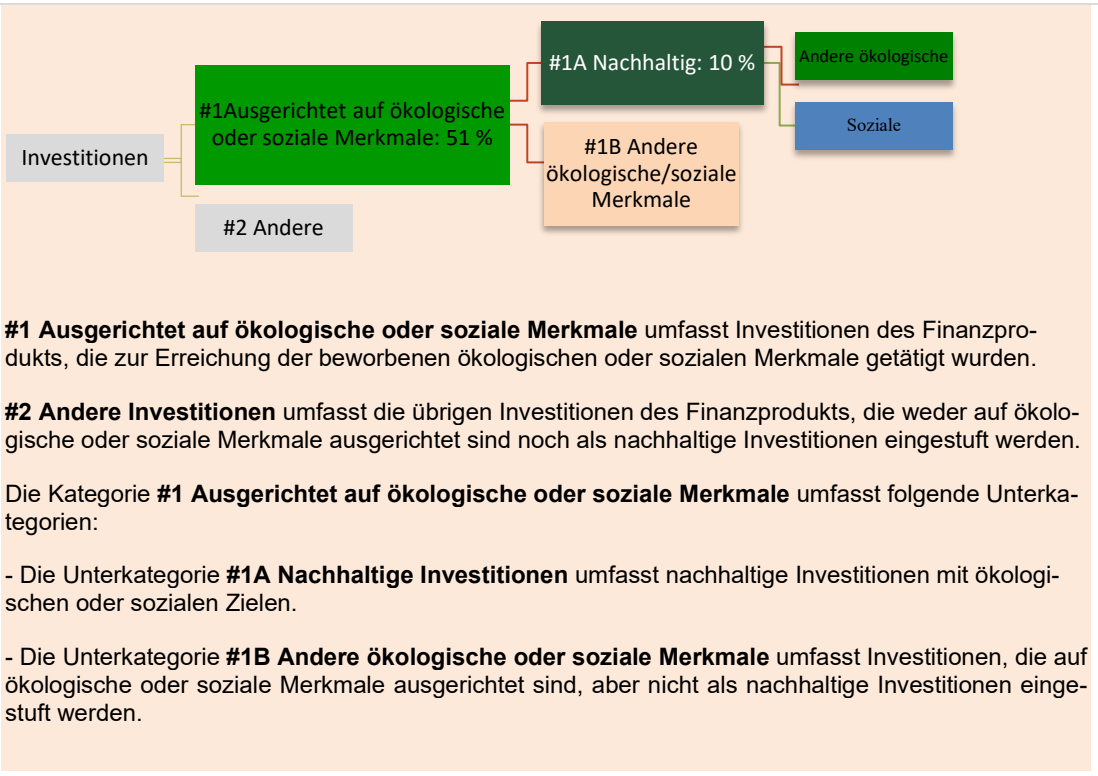 #1A Nachhaltig: 10 %
Andere ökologische
#1Ausgerichtet auf ökologische
oder soziale Merkmale: 51 %
Soziale
Investitionen
#1B Andere
ökologische/soziale
Merkmale
#2 Andere
#1 Ausgerichtet auf ökologische oder soziale Merkmale umfasst Investitionen des Finanzpro-
dukts, die zur Erreichung der beworbenen ökologischen oder sozialen Merkmale getätigt wurden.
#2 Andere Investitionen umfasst die übrigen Investitionen des Finanzprodukts, die weder auf ökolo-
gische oder soziale Merkmale ausgerichtet sind noch als nachhaltige Investitionen eingestuft werden.
Die Kategorie #1 Ausgerichtet auf ökologische oder soziale Merkmale umfasst folgende Unterka-
tegorien:
- Die Unterkategorie #1A Nachhaltige Investitionen umfasst nachhaltige Investitionen mit ökologi-
schen oder sozialen Zielen.
- Die Unterkategorie #1B Andere ökologische oder soziale Merkmale umfasst Investitionen, die auf
ökologische oder soziale Merkmale ausgerichtet sind, aber nicht als nachhaltige Investitionen einge-
stuft werden.